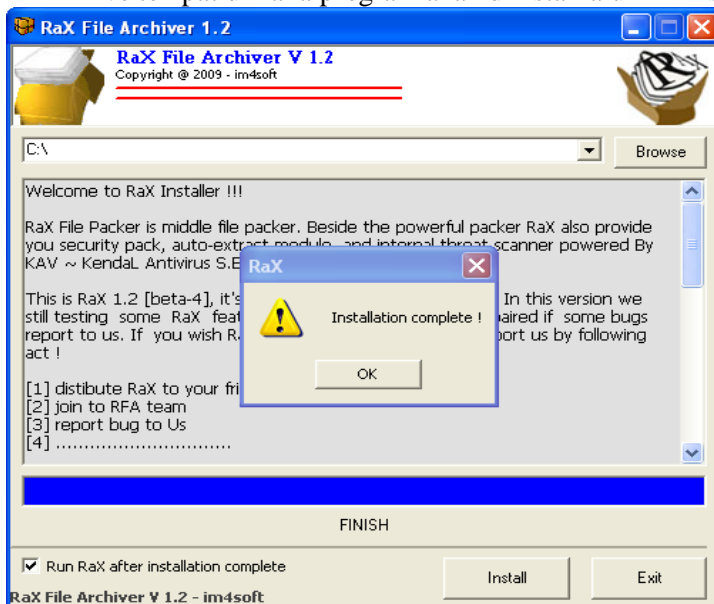 RaX File Archiver 1.2
RaX File Archiver V 1.2
Copyright @ 2009 - im4soft
C:\
Browse
Welcome to RaX Installer !!!
RaX File Packer is middle file packer. Beside the powerful packer RaX also provide
you security pack, auto-extract module, and internal threat scanner powered By
KAV ~ KendaL Antivirus S.E
This is RaX 1.2 [beta-4], it's In this version we
still testing some RaX if some bugs
report to us. If you wish us by following
act !
[1] distibute RaX to your
[2] join to RFA team
[3] report bug to Us
[4] ..............................
RaX
Installation complete !
OK
FINISH
Run RaX after installation complete
Install
Exit
RaX File Archiver V 1.2 - im4soft